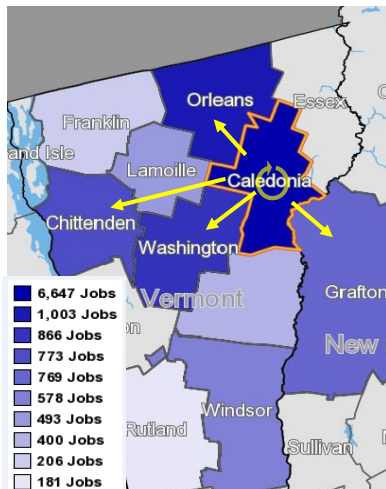 Orleans
Essex
Franklin
and Isle
Lamoille
Caledonia
Chittenden
Washington
6,647 Jobs
1,003 Jobs
866 Jobs
773 Jobs
769 Jobs
578 Jobs
493 Jobs
400 Jobs
206 Jobs
181 Jobs
Vermont
Grafton
on
New
Windsor
Rutland
Sullivan